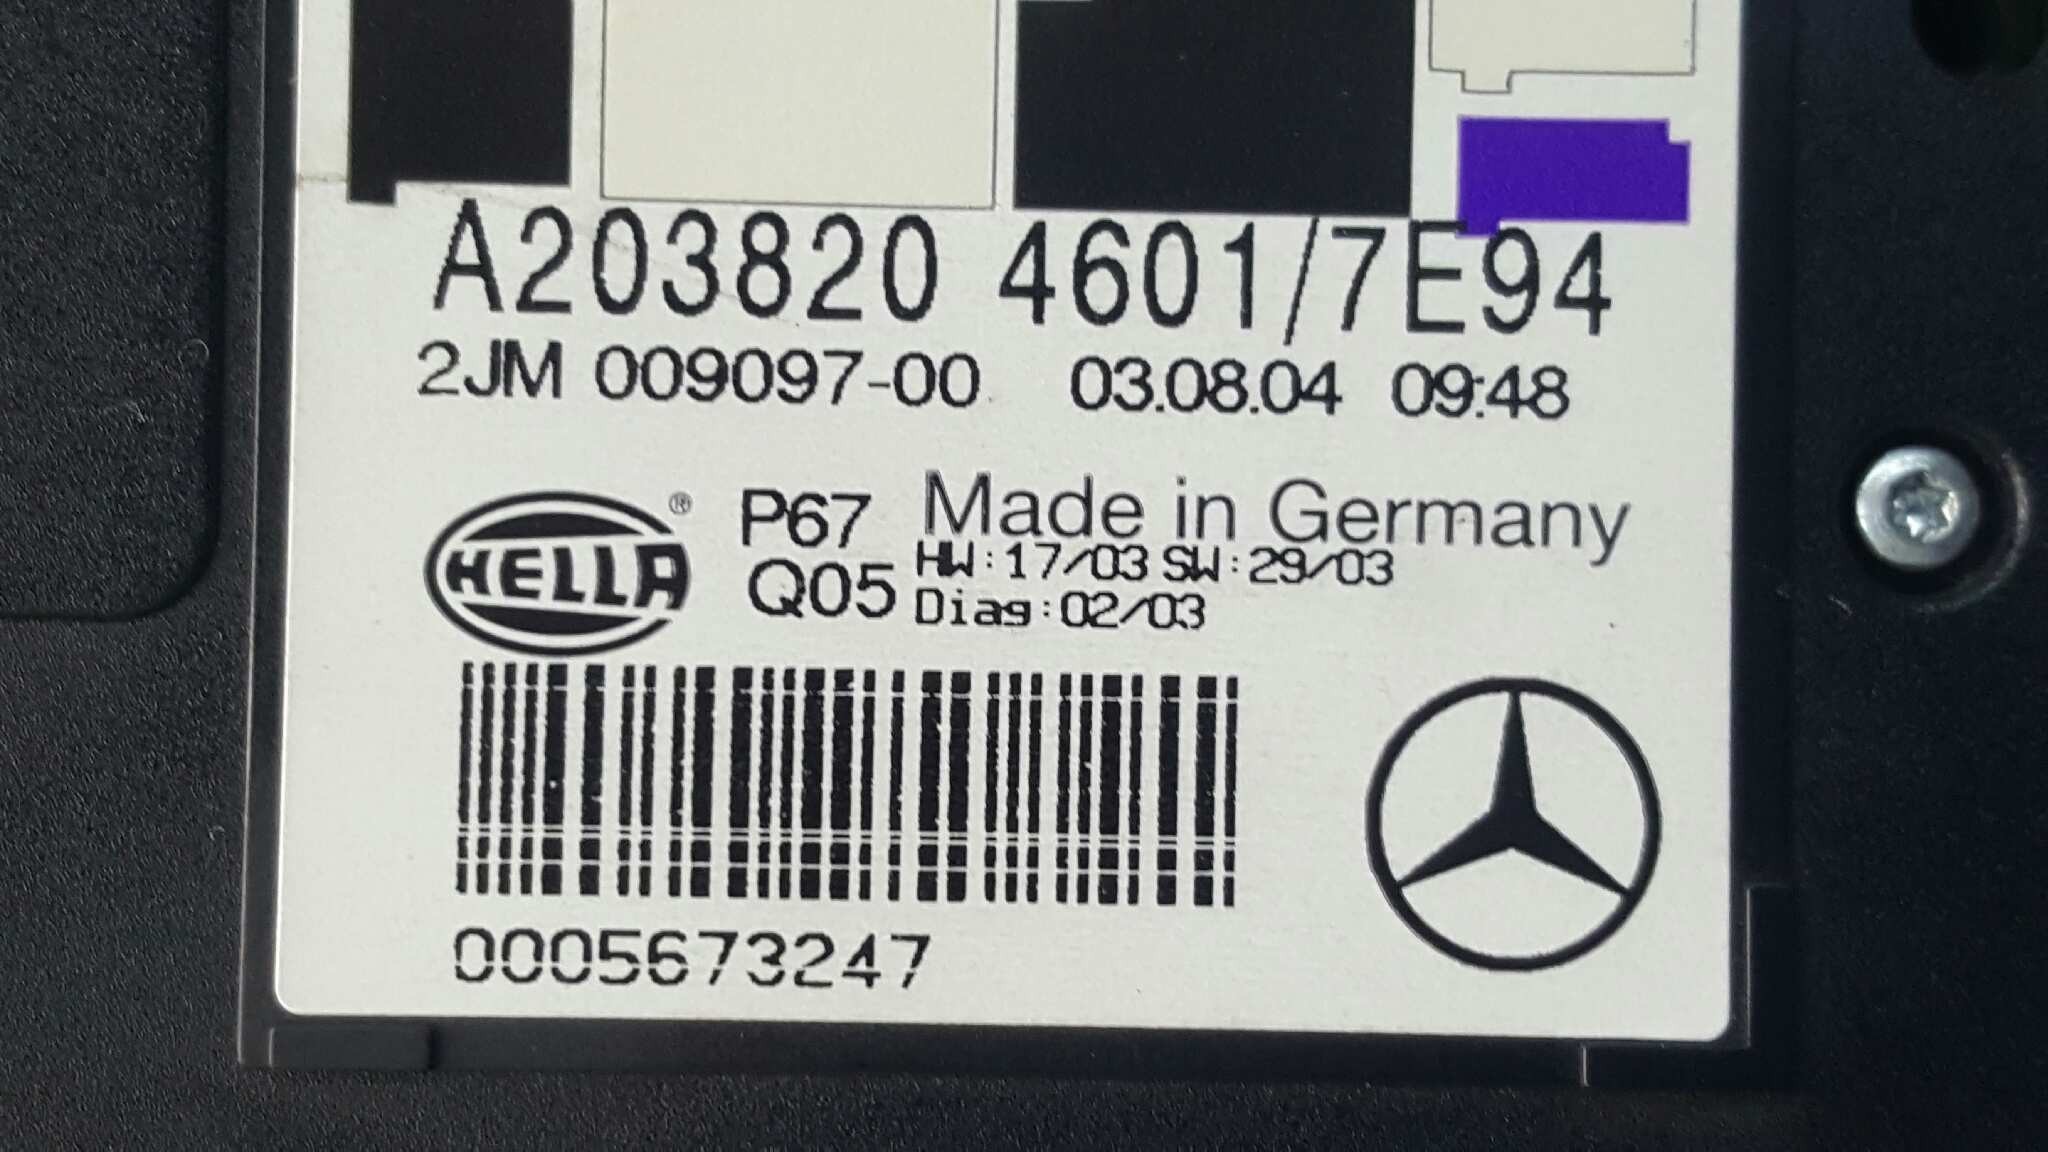 A203820 4601/7E94
2JM 009097-00 03.08.04 09:48
HELLA® P67 Made in Germany
Q05 HW:17/03 SW:29/03
Diag:02/03
0005673247